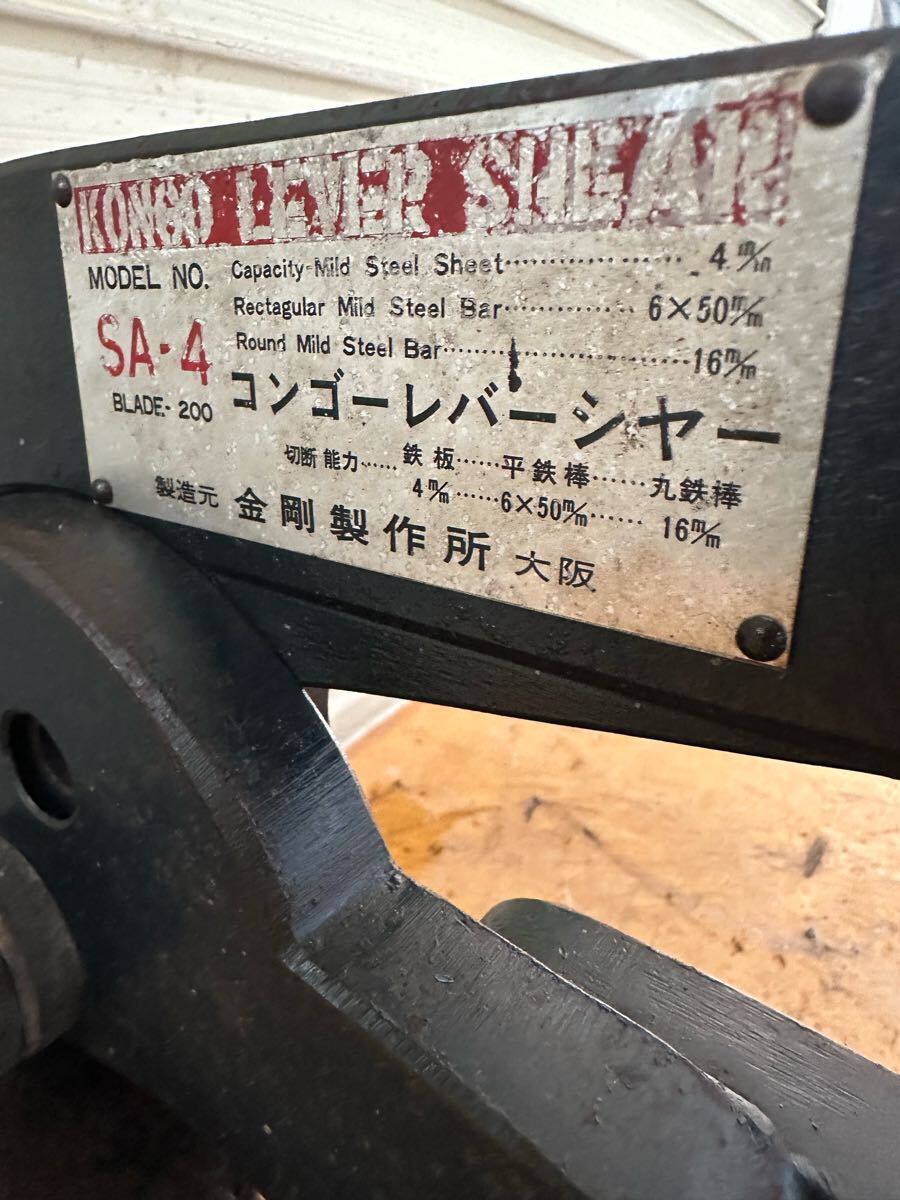 KONGO LEVER SHEAR
MODEL NO.
SA-4
BLADE-200
Capacity-Mild Steel Sheet·················· 4 m/m
Rectagular Mild Steel Bar············· 6×50m/m
Round Mild Steel Bar························16m/m
コンゴーレバーシヤー
切断能力……鉄板……平鉄棒……丸鉄棒
4m/m……6×50m/m……16m/m
製造元 金剛製作所 大阪